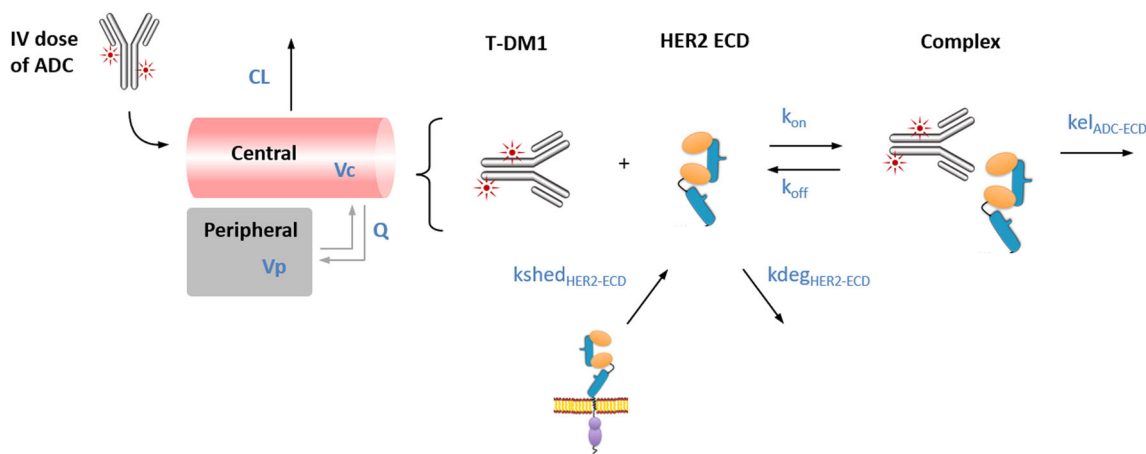 IV dose
of ADC
CL
Central
Vc
Peripheral
Vp
Q
T-DM1
+
HER2 ECD
kon
koff
Complex
kelADC-ECD
kshedHER2-ECD
kdegHER2-ECD